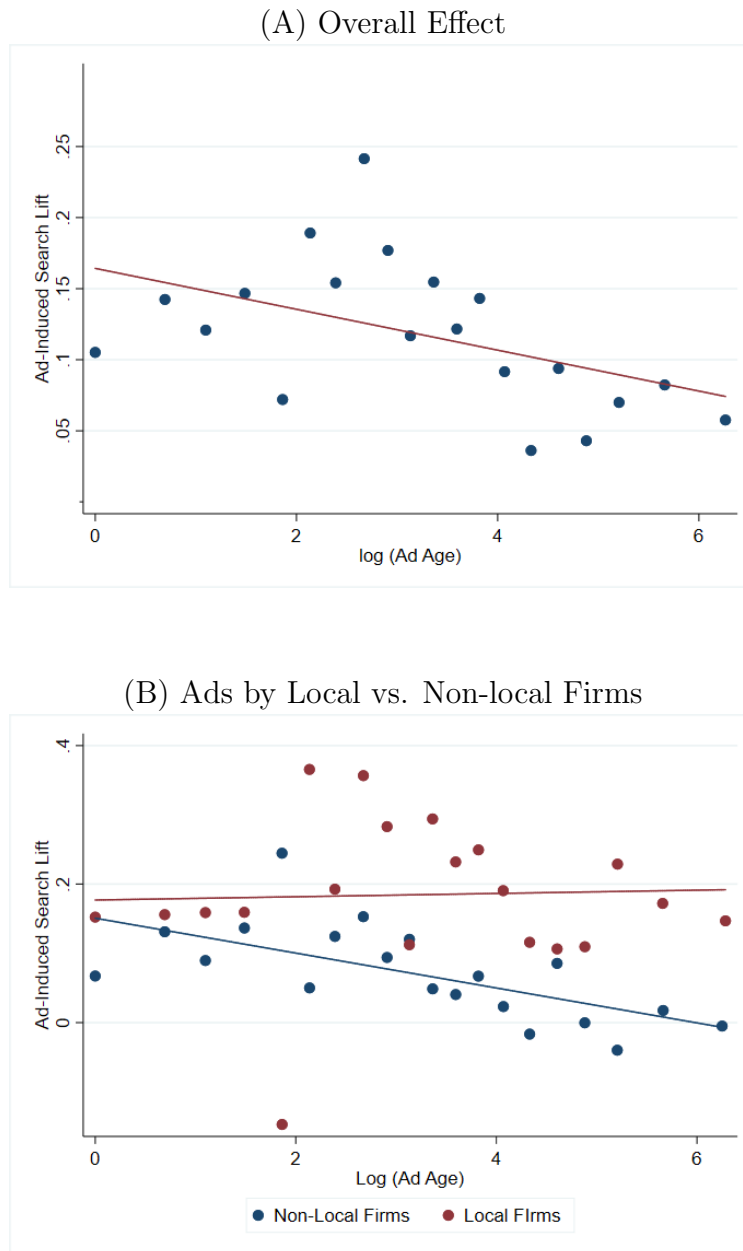 (A) Overall Effect
Ad-Induced Search Lift
.25
.2
.15
.1
.05
0 2 4 6
log (Ad Age)
(B) Ads by Local vs. Non-local Firms
Ad-Induced Search Lift
.4
.2
0
0 2 4 6
Log (Ad Age)
Non-Local Firms Local FIrms